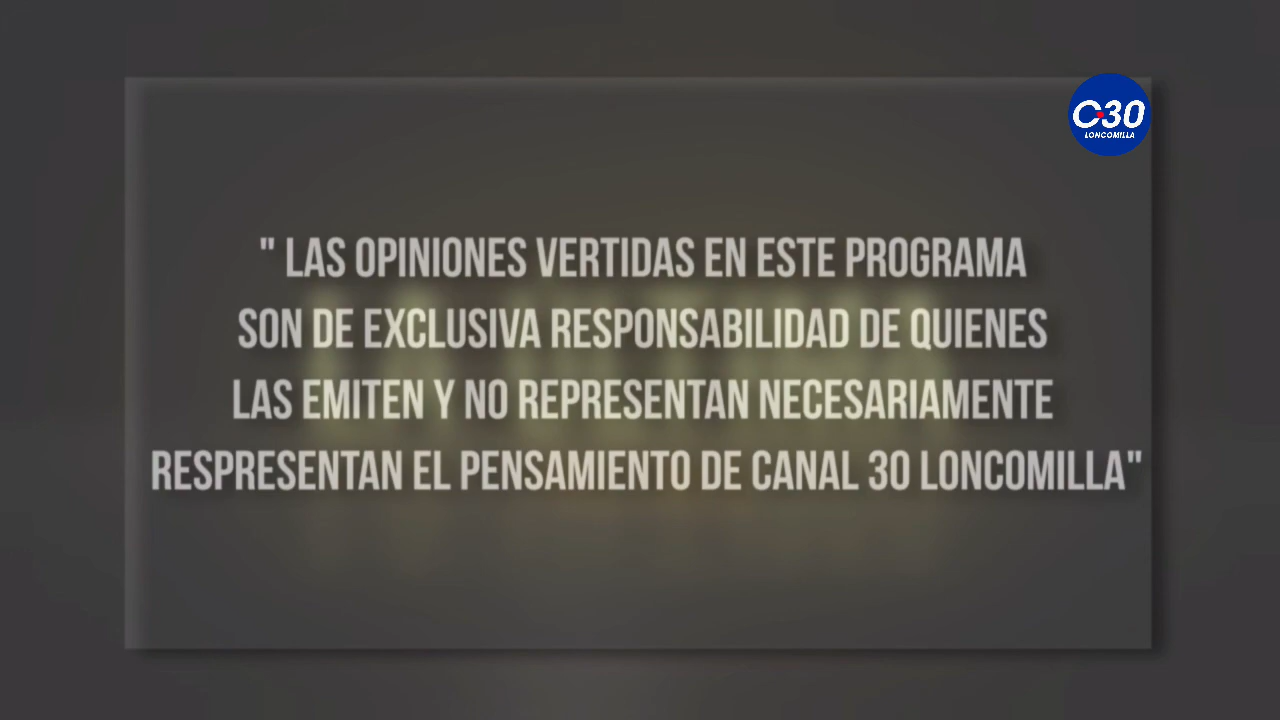 C30
LONCOMILLA
" LAS OPINIONES VERTIDAS EN ESTE PROGRAMA
SON DE EXCLUSIVA RESPONSABILIDAD DE QUIENES
LAS EMITEN Y NO REPRESENTAN NECESARIAMENTE
RESPRESENTAN EL PENSAMIENTO DE CANAL 30 LONCOMILLA"